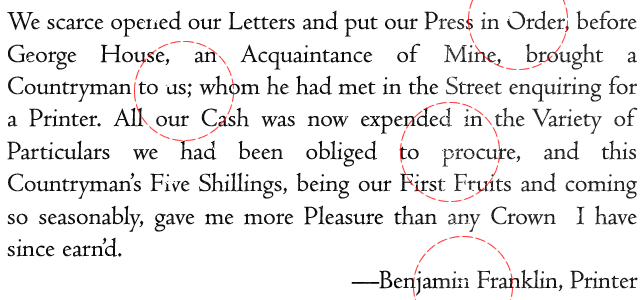 We scarce opened our Letters and put our Press in Order, before
George House, an Acquaintance of Mine, brought a
Countryman to us; whom he had met in the Street enquiring for
a Printer. All our Cash was now expended in the Variety of
Particulars we had been obliged to procure, and this
Countryman's Five Shillings, being our First Fruits and coming
so seasonably, gave me more Pleasure than any Crown I have
since earn'd.
—Benjamin Franklin, Printer